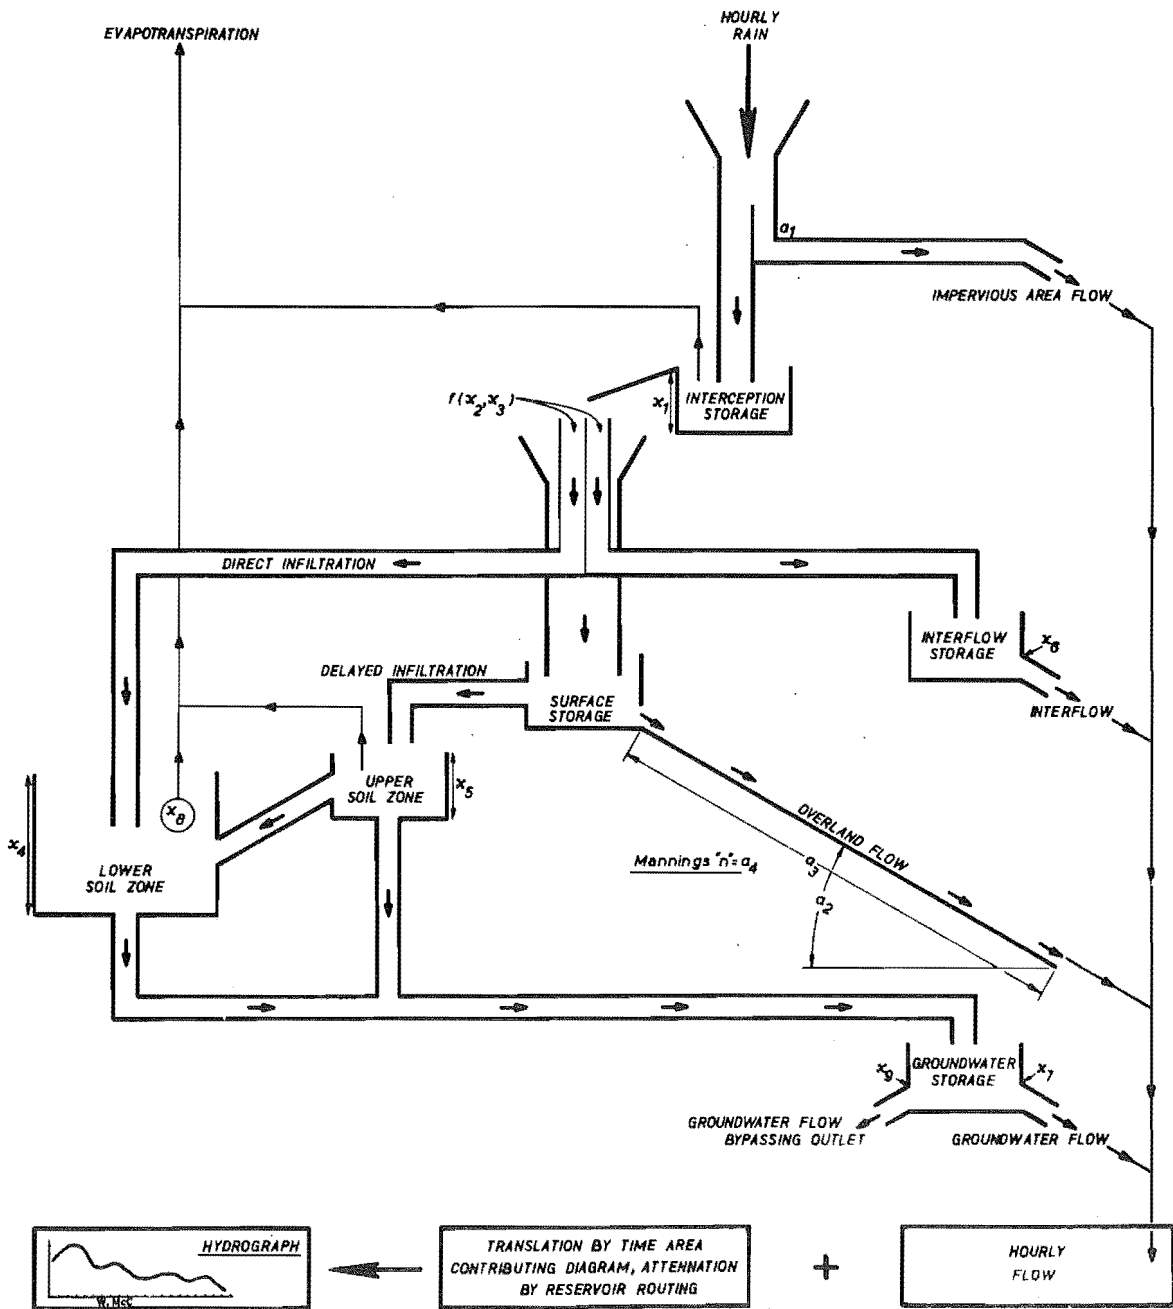 HOURLY
RAIN
EVAPOTRANSPIRATION
a1
IMPERVIOUS AREA FLOW
f(x2,x3)
x1
INTERCEPTION
STORAGE
DIRECT INFILTRATION
INTERFLOW
STORAGE
x6
INTERFLOW
DELAYED INFILTRATION
SURFACE
STORAGE
UPPER
SOIL ZONE
x5
x8
x4
LOWER
SOIL ZONE
OVERLAND FLOW
Mannings "n"=a4
a3
a2
x9
GROUNDWATER
STORAGE
x7
GROUNDWATER FLOW
BYPASSING OUTLET
GROUNDWATER FLOW
HYDROGRAPH
W. McC
TRANSLATION BY TIME AREA
CONTRIBUTING DIAGRAM, ATTENNATION
BY RESERVOIR ROUTING
+
HOURLY
FLOW